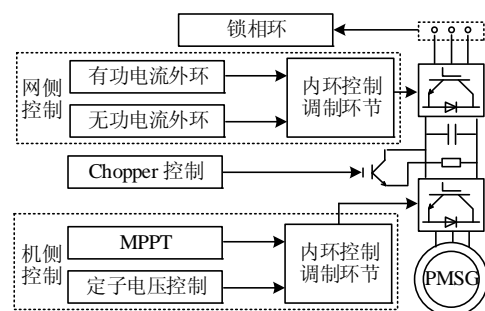 锁相环
网侧
控制
有功电流外环
无功电流外环
内环控制
调制环节
Chopper 控制
机侧
控制
MPPT
定子电压控制
内环控制
调制环节
PMSG